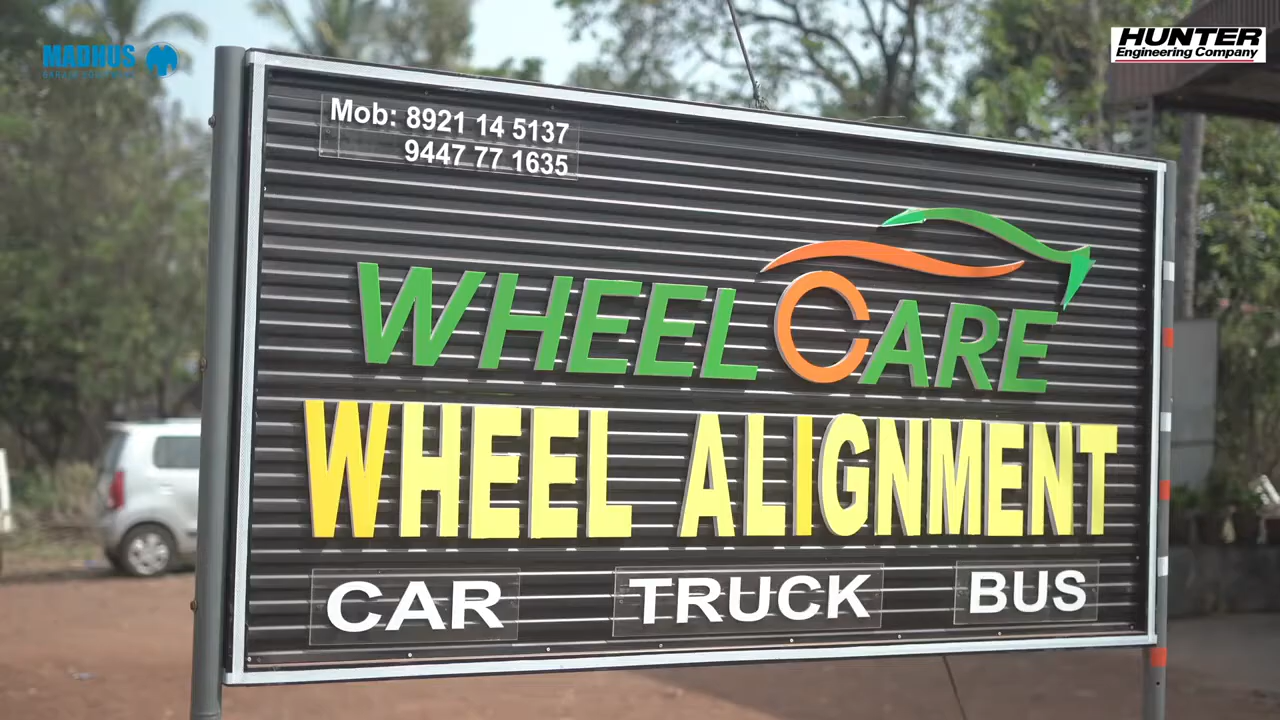 MADHUS
HUNTER
Engineering Company
Mob: 8921 14 5137
9447 77 1635
WHEEL CARE
WHEEL ALIGNMENT
CAR TRUCK BUS